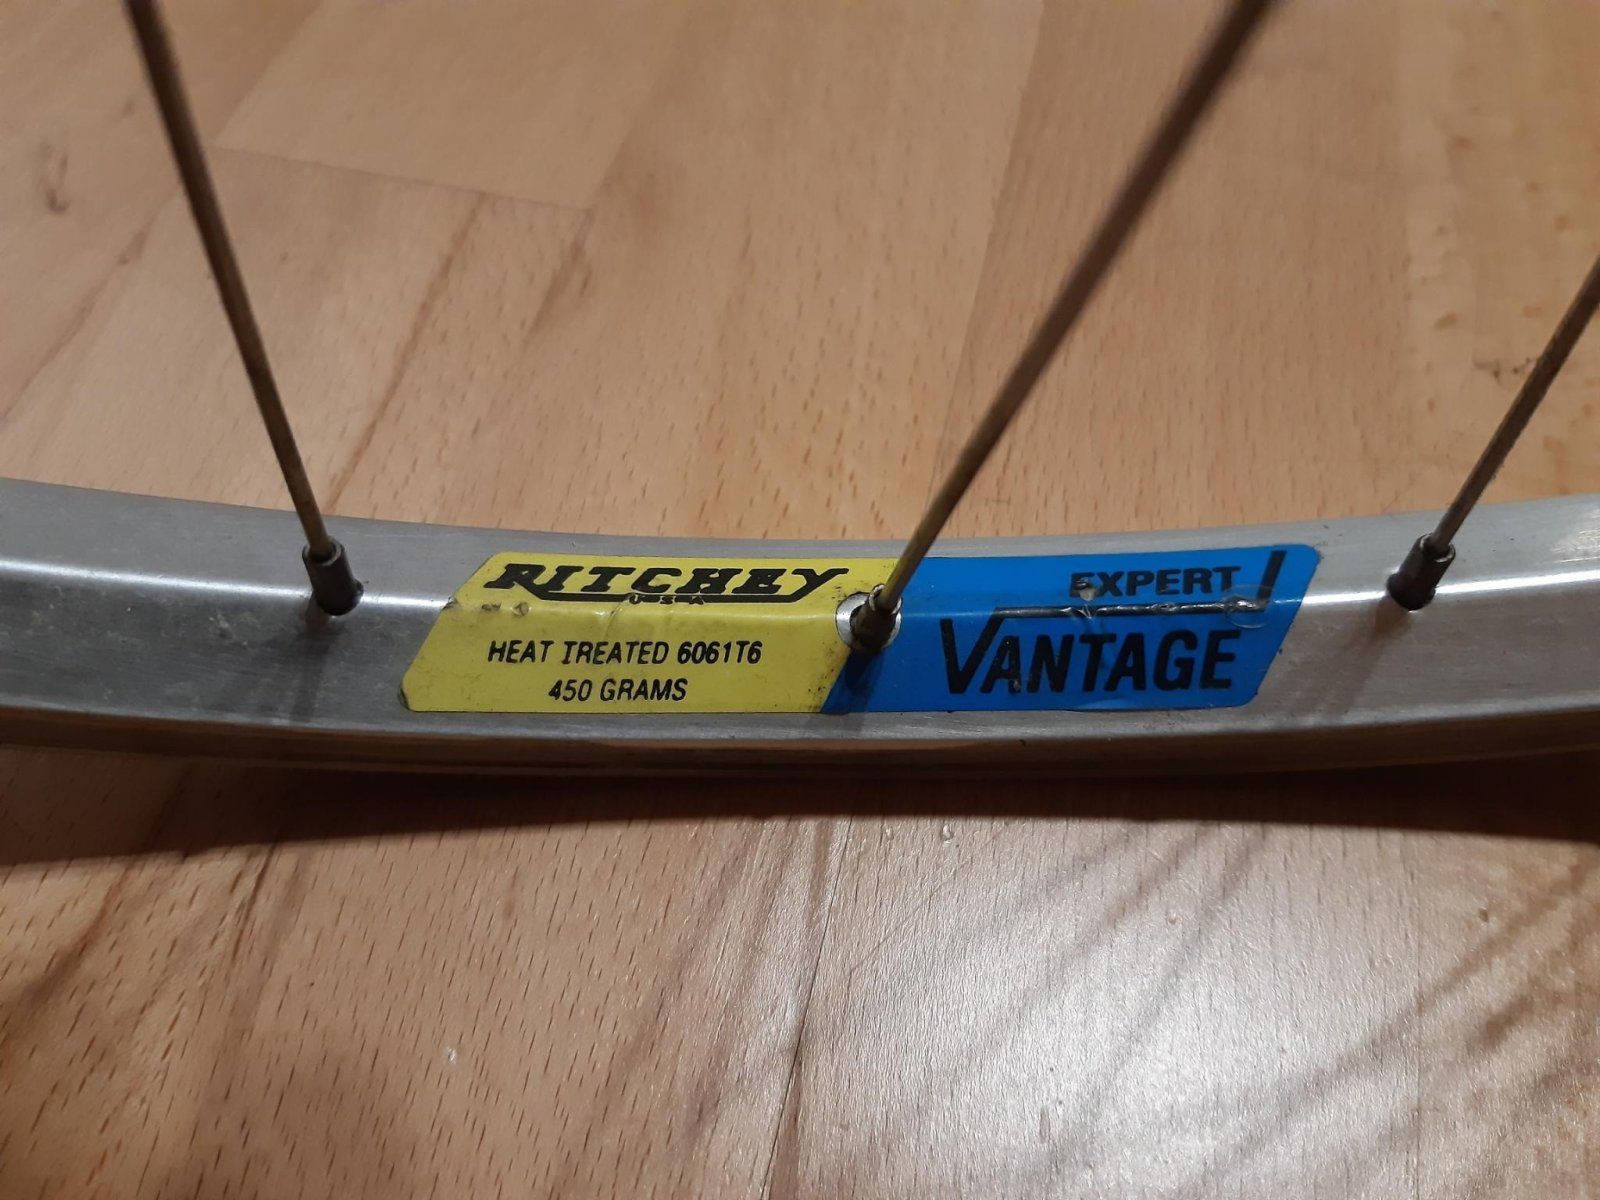 RITCHEY
USA
HEAT TREATED 6061T6
450 GRAMS
EXPERT
VANTAGE